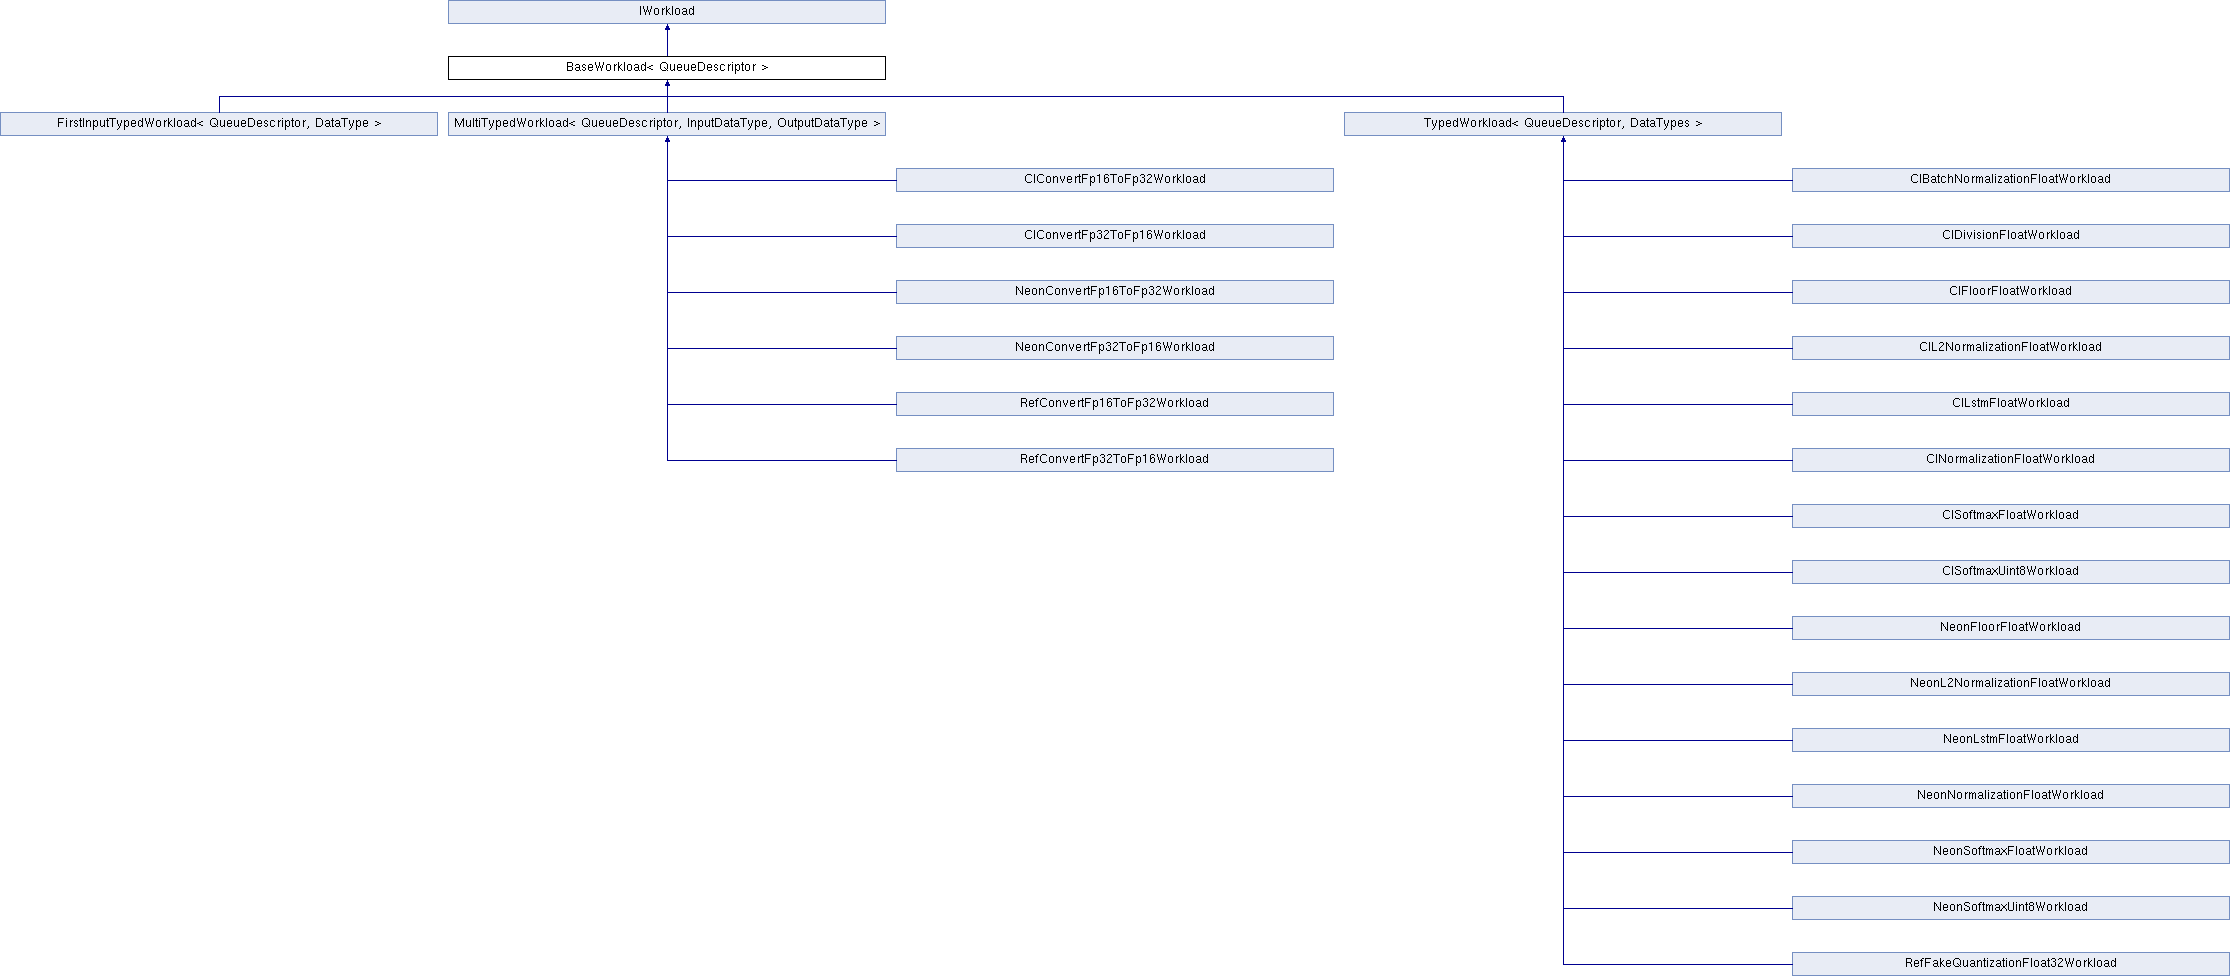 IWorkload
BaseWorkload< QueueDescriptor >
FirstInputTypedWorkload< QueueDescriptor, DataType >
MultiTypedWorkload< QueueDescriptor, InputDataType, OutputDataType >
TypedWorkload< QueueDescriptor, DataTypes >
ClConvertFp16ToFp32Workload
ClBatchNormalizationFloatWorkload
ClConvertFp32ToFp16Workload
ClDivisionFloatWorkload
NeonConvertFp16ToFp32Workload
ClFloorFloatWorkload
NeonConvertFp32ToFp16Workload
ClL2NormalizationFloatWorkload
RefConvertFp16ToFp32Workload
ClLstmFloatWorkload
RefConvertFp32ToFp16Workload
ClNormalizationFloatWorkload
ClSoftmaxFloatWorkload
ClSoftmaxUint8Workload
NeonFloorFloatWorkload
NeonL2NormalizationFloatWorkload
NeonLstmFloatWorkload
NeonNormalizationFloatWorkload
NeonSoftmaxFloatWorkload
NeonSoftmaxUint8Workload
RefFakeQuantizationFloat32Workload